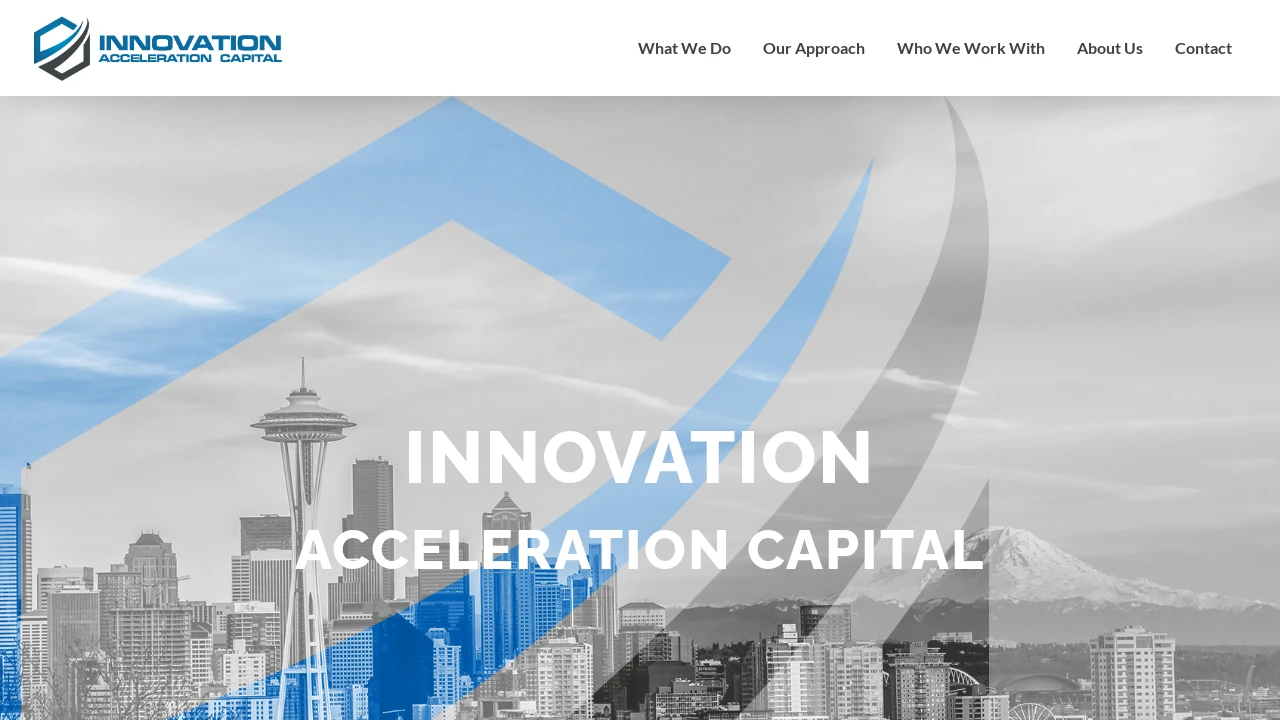 INNOVATION
ACCELERATION CAPITAL
What We Do
Our Approach
Who We Work With
About Us
Contact
INNOVATION
ACCELERATION CAPITAL